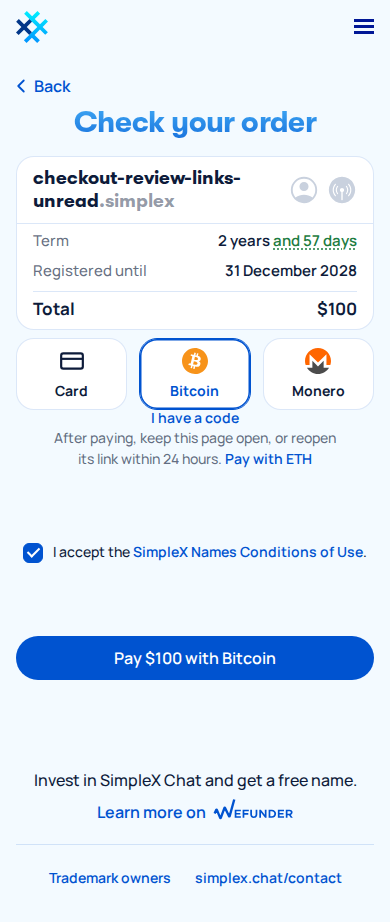 Back
Check your order
checkout-review-links-
unread.simplex
Term 2 years and 57 days
Registered until 31 December 2028
Total $100
Card Bitcoin Monero
I have a code
After paying, keep this page open, or reopen
its link within 24 hours. Pay with ETH
I accept the SimpleX Names Conditions of Use.
Pay $100 with Bitcoin
Invest in SimpleX Chat and get a free name.
Learn more on WEFUNDER
Trademark owners simplex.chat/contact